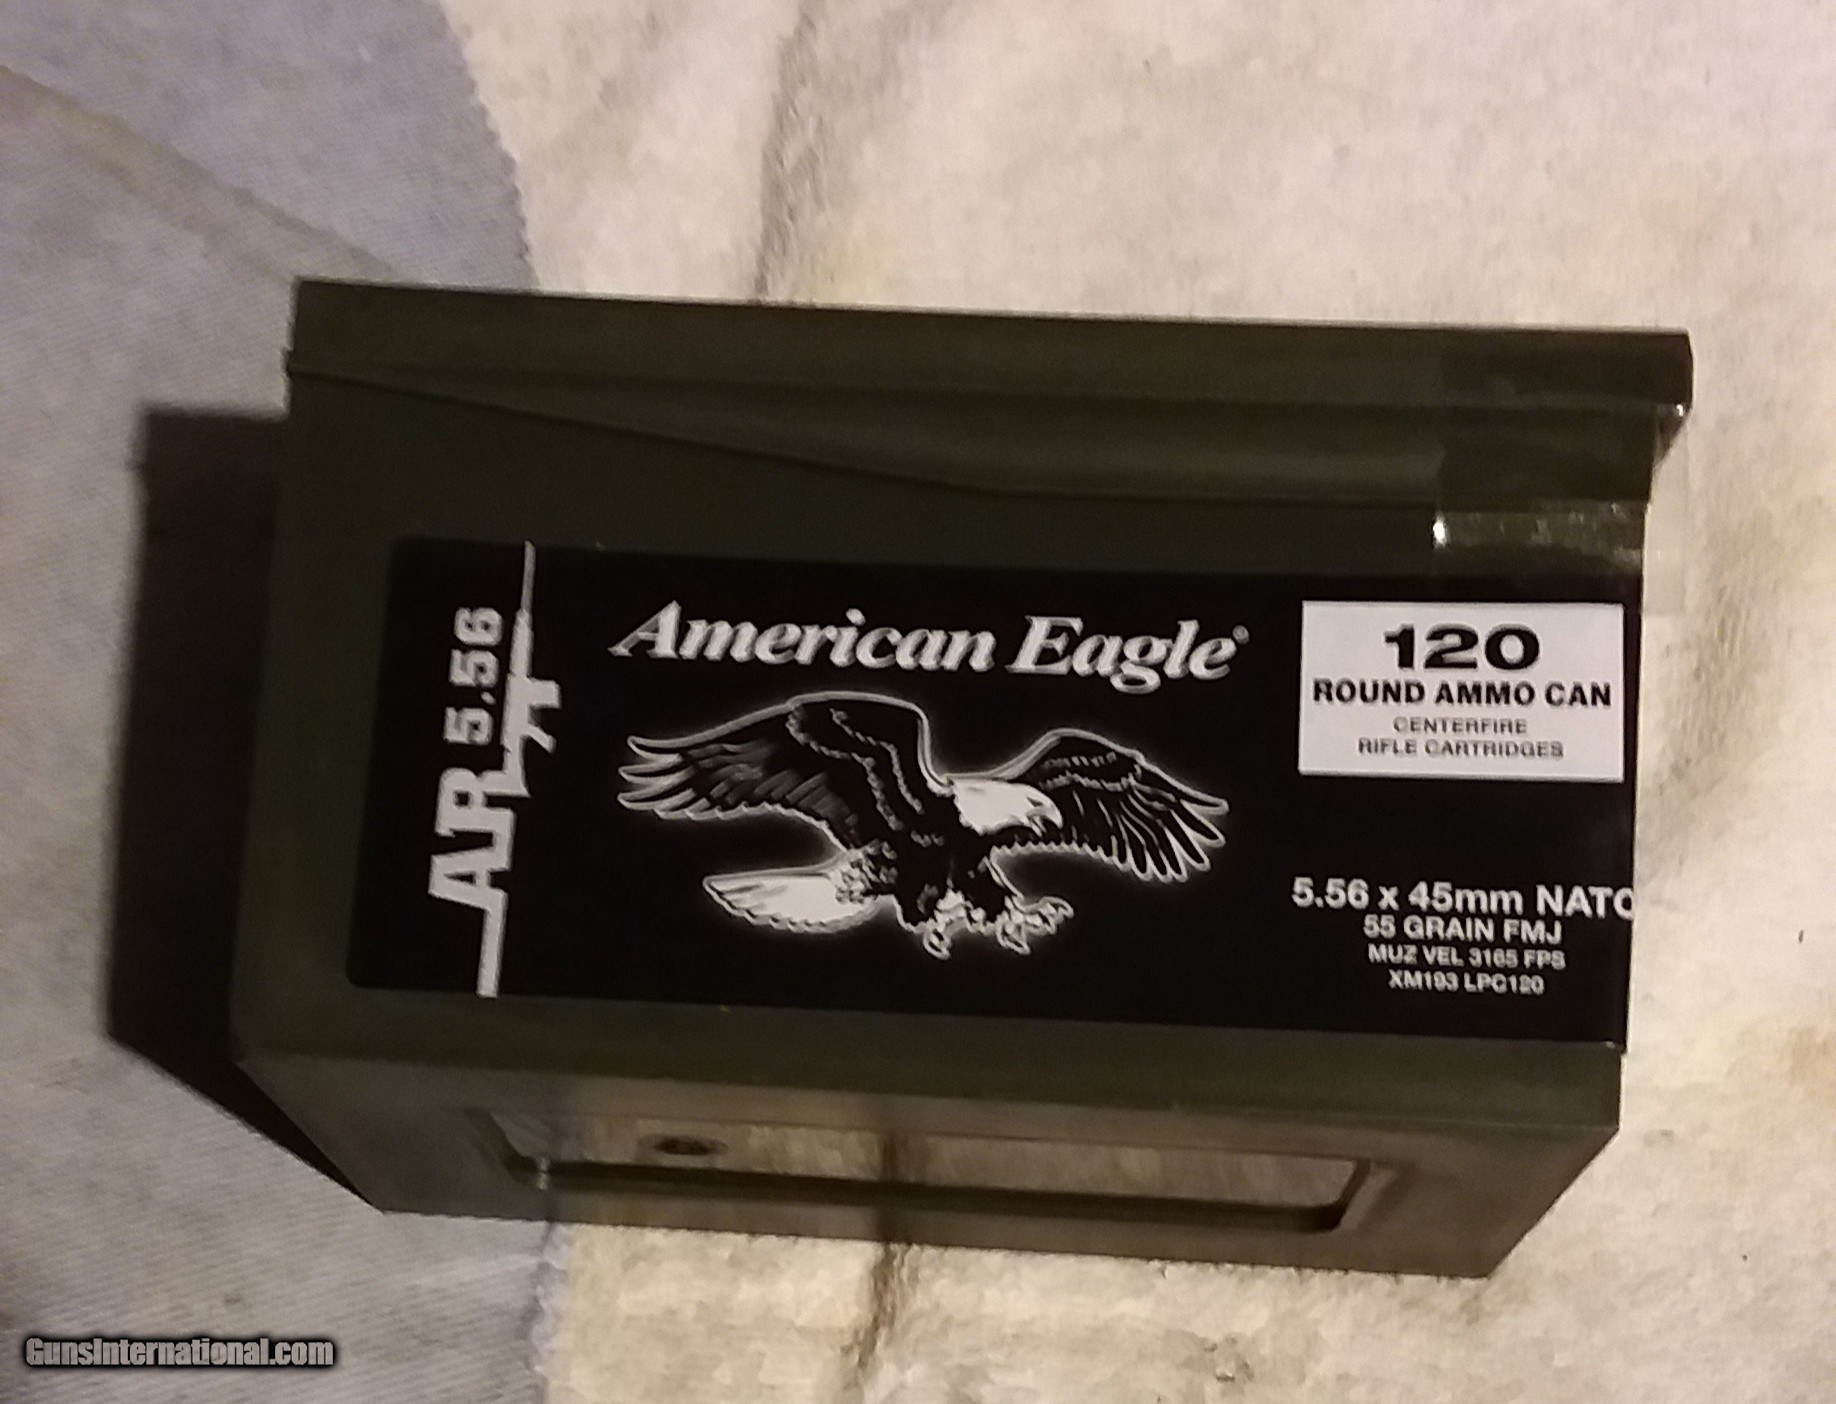 AR 5.56
American Eagle®
120
ROUND AMMO CAN
CENTERFIRE
RIFLE CARTRIDGES
5.56 x 45mm NATO
55 GRAIN FMJ
MUZ VEL 3165 FPS
XM193 LPC120
GunsInternational.com